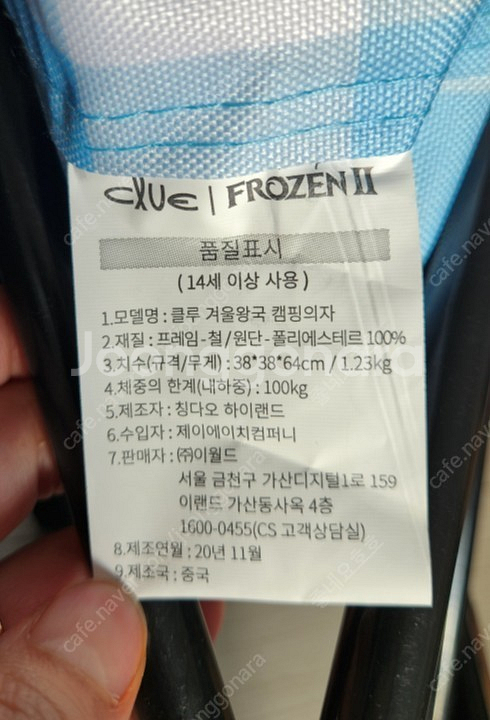 CLUE | FROZEN II
품질표시
( 14세 이상 사용 )
1.모델명 : 클루 겨울왕국 캠핑의자
2.재질 : 프레임-철/원단-폴리에스테르 100%
3.치수(규격/무게) : 38*38*64cm / 1.23kg
4.체중의 한계(내하중) : 100kg
5.제조자 : 칭다오 하이랜드
6.수입자 : 제이에이치컴퍼니
7.판매자 : ㈜이월드
서울 금천구 가산디지털1로 159
이랜드 가산동사옥 4층
1600-0455(CS 고객상담실)
8.제조연월 : 20년 11월
9.제조국 : 중국